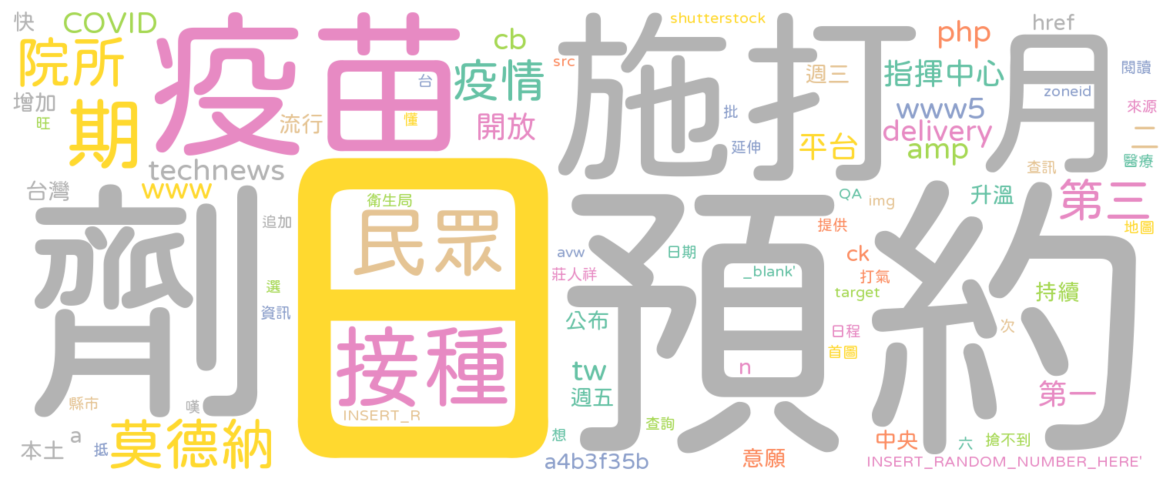 快
COVID
疫苗
cb
src
施打
shutterstock
php
月
href
院所
疫情
台
週三
指揮中心
閱讀
zoneid
增加
旺
期
流行
懂
開放
批
延伸
平台
www5
delivery
amp
來源
二
醫療
technews
www
台灣
查訊
第三
升溫
劑
日
衛生局
民眾
追加
選
資訊
預約
QA
img
提供
地圖
avw
莊人祥
日期
_blank'
ck
打氣
target
持續
公布
日程
首圖
次
接種
n
tw
週五
第一
縣市
嘆
INSERT_R
查詢
本土
a
抵
莫德納
想
a4b3f35b
意願
中央
六
搶不到
INSERT_RANDOM_NUMBER_HERE'